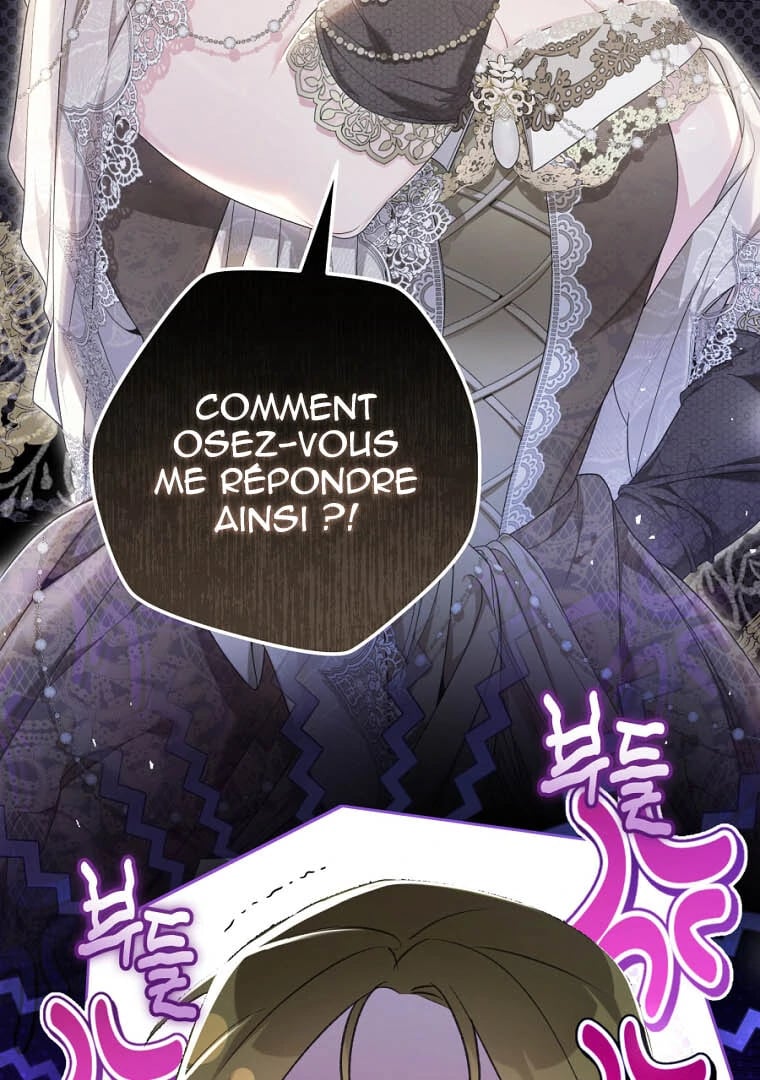 COMMENT
OSEZ-VOUS
ME RÉPONDRE
AINSI ?!
부들
부들